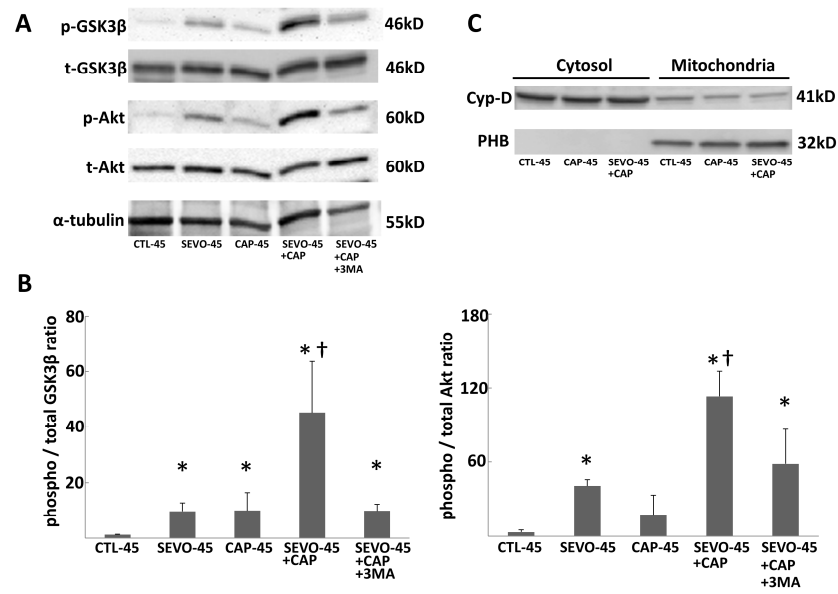 A
p-GSK3β 46kD
t-GSK3β 46kD
p-Akt 60kD
t-Akt 60kD
α-tubulin 55kD
CTL-45 SEVO-45 CAP-45 SEVO-45 SEVO-45
+CAP +CAP
+3MA
C
Cytosol Mitochondria
Cyp-D 41kD
PHB 32kD
CTL-45 CAP-45 SEVO-45 CTL-45 CAP-45 SEVO-45
+CAP +CAP
B
phospho / total GSK3β ratio
80
60
40
20
* * * † *
CTL-45 SEVO-45 CAP-45 SEVO-45 SEVO-45
+CAP +CAP
+3MA
phospho / total Akt ratio
180
120
60
* * † *
CTL-45 SEVO-45 CAP-45 SEVO-45 SEVO-45
+CAP +CAP
+3MA